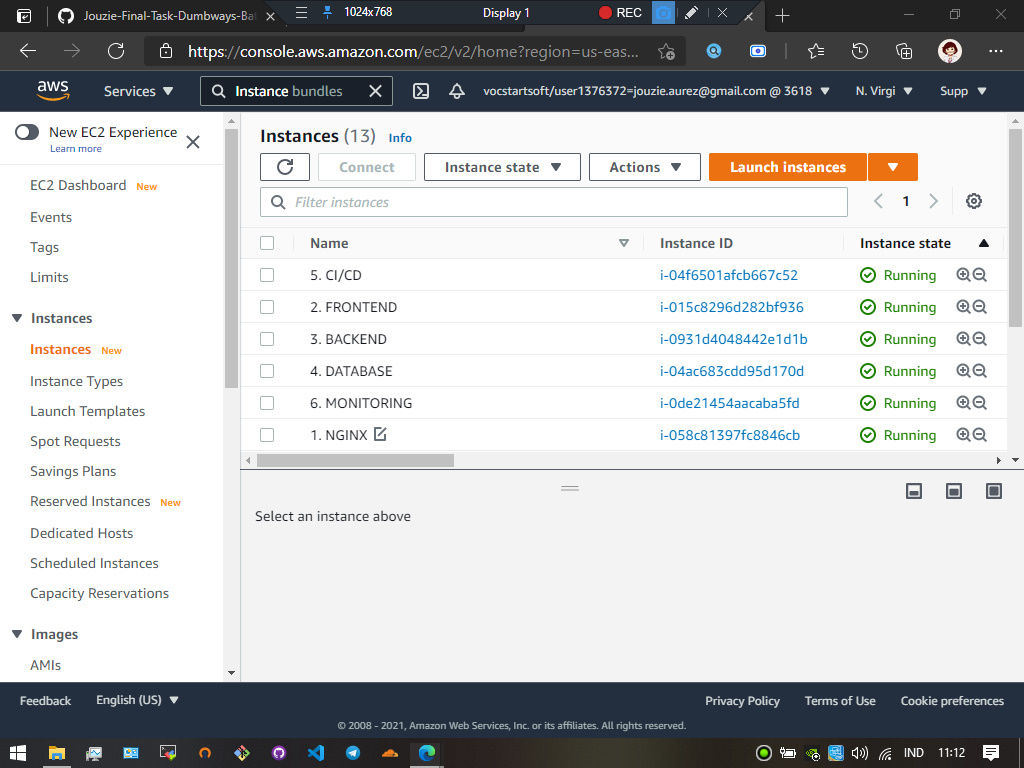 Jouzie-Final-Task-Dumbways-Bat
1024x768
Display 1
REC
https://console.aws.amazon.com/ec2/v2/home?region=us-eas...
aws
Services
Instance bundles
vocstartsoft/user1376372=jouzie.aurez@gmail.com @ 3618
N. Virgi
Supp
New EC2 Experience
Learn more
EC2 Dashboard New
Events
Tags
Limits
Instances
Instances New
Instance Types
Launch Templates
Spot Requests
Savings Plans
Reserved Instances New
Dedicated Hosts
Scheduled Instances
Capacity Reservations
Images
AMIs
Instances (13) Info
Connect
Instance state
Actions
Launch instances
Filter instances
1
Name Instance ID Instance state
5. CI/CD i-04f6501afcb667c52 Running
2. FRONTEND i-015c8296d282bf936 Running
3. BACKEND i-0931d4048442e1d1b Running
4. DATABASE i-04ac683cdd95d170d Running
6. MONITORING i-0de21454aacaba5fd Running
1. NGINX i-058c81397fc8846cb Running
Select an instance above
Feedback English (US) Privacy Policy Terms of Use Cookie preferences
© 2008 - 2021, Amazon Web Services, Inc. or its affiliates. All rights reserved.
IND 11:12